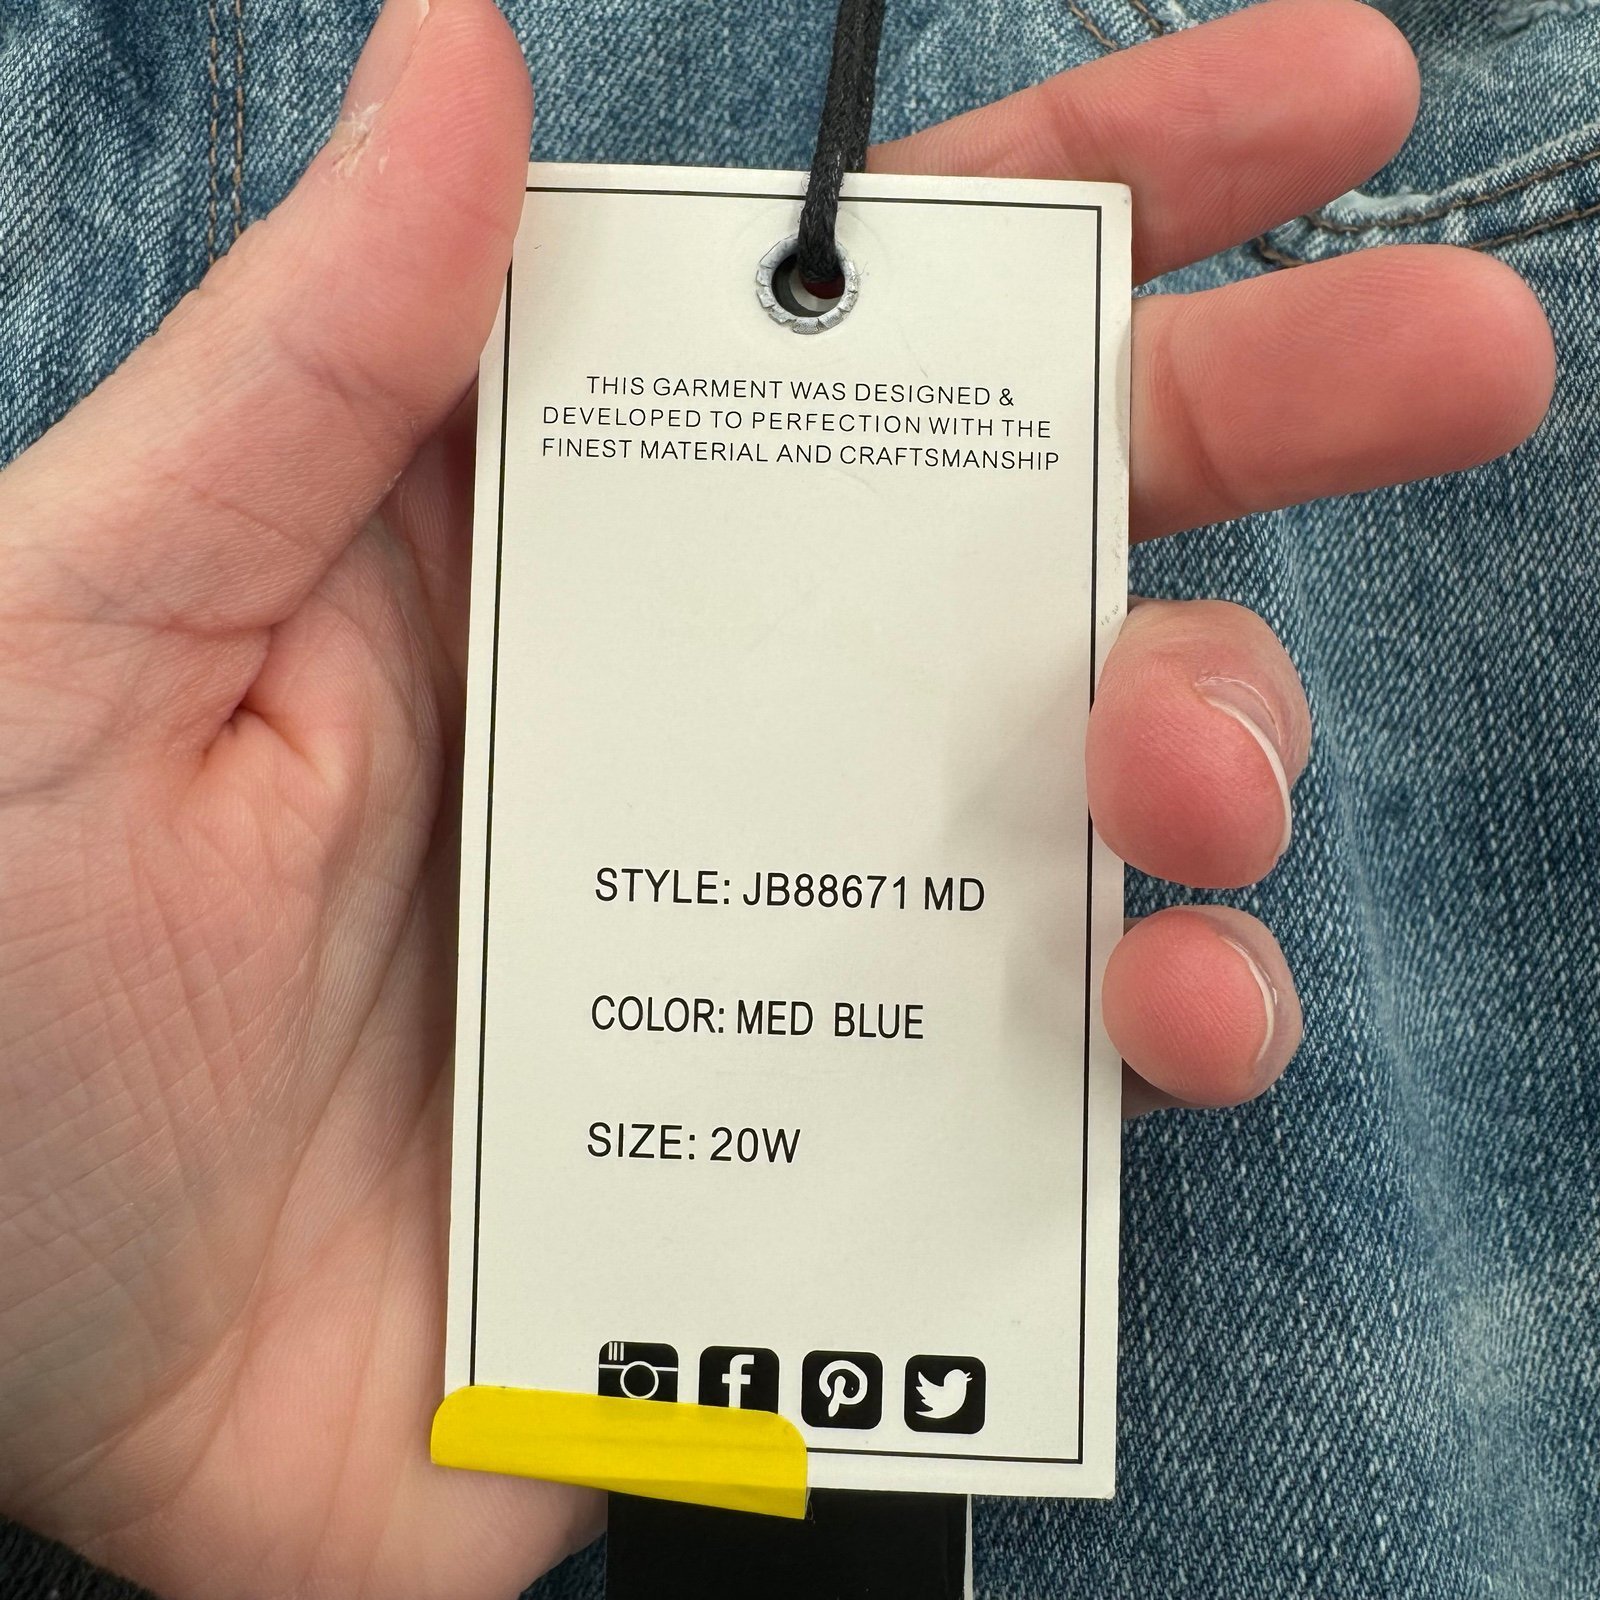 THIS GARMENT WAS DESIGNED &
DEVELOPED TO PERFECTION WITH THE
FINEST MATERIAL AND CRAFTSMANSHIP
STYLE: JB88671 MD
COLOR: MED BLUE
SIZE: 20W